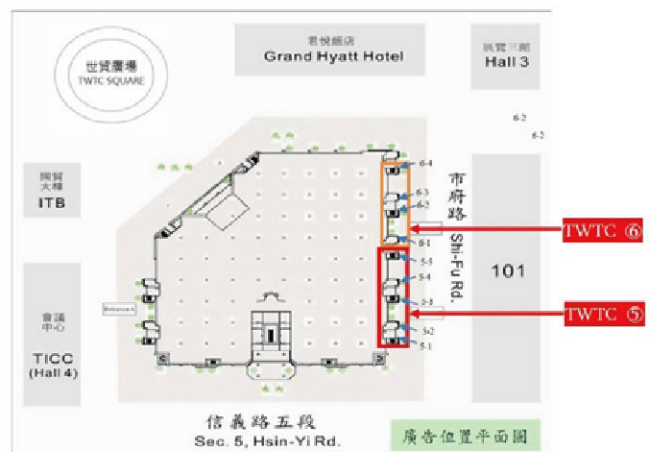 君悅飯店
Grand Hyatt Hotel
展覽三館
Hall 3
世貿廣場
TWTC SQUARE
6-2
6-2
國貿
大樓
ITB
6-4
6-3
6-2
6-1
市府路 Shi-Fu Rd.
TWTC ⑥
101
5-5
5-4
5-3
5-2
5-1
TWTC ⑤
會議
中心
TICC
(Hall 4)
信義路五段
Sec. 5, Hsin-Yi Rd.
廣告位置平面圖